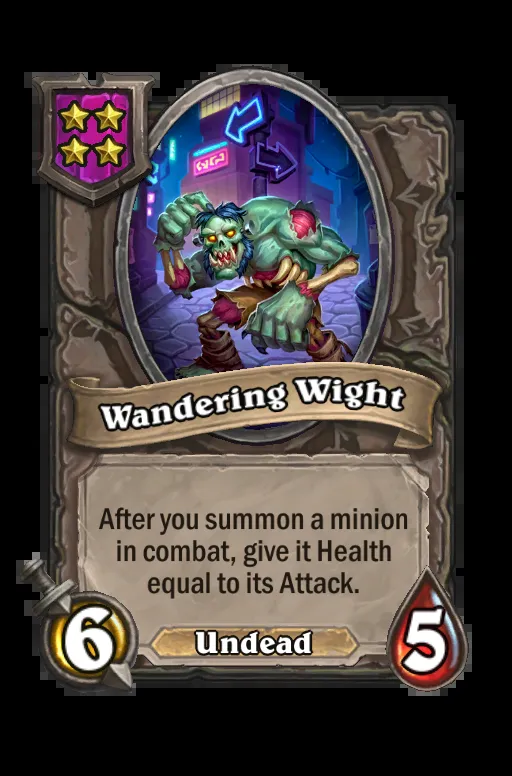 Wandering Wight
After you summon a minion
in combat, give it Health
equal to its Attack.
6
Undead
5